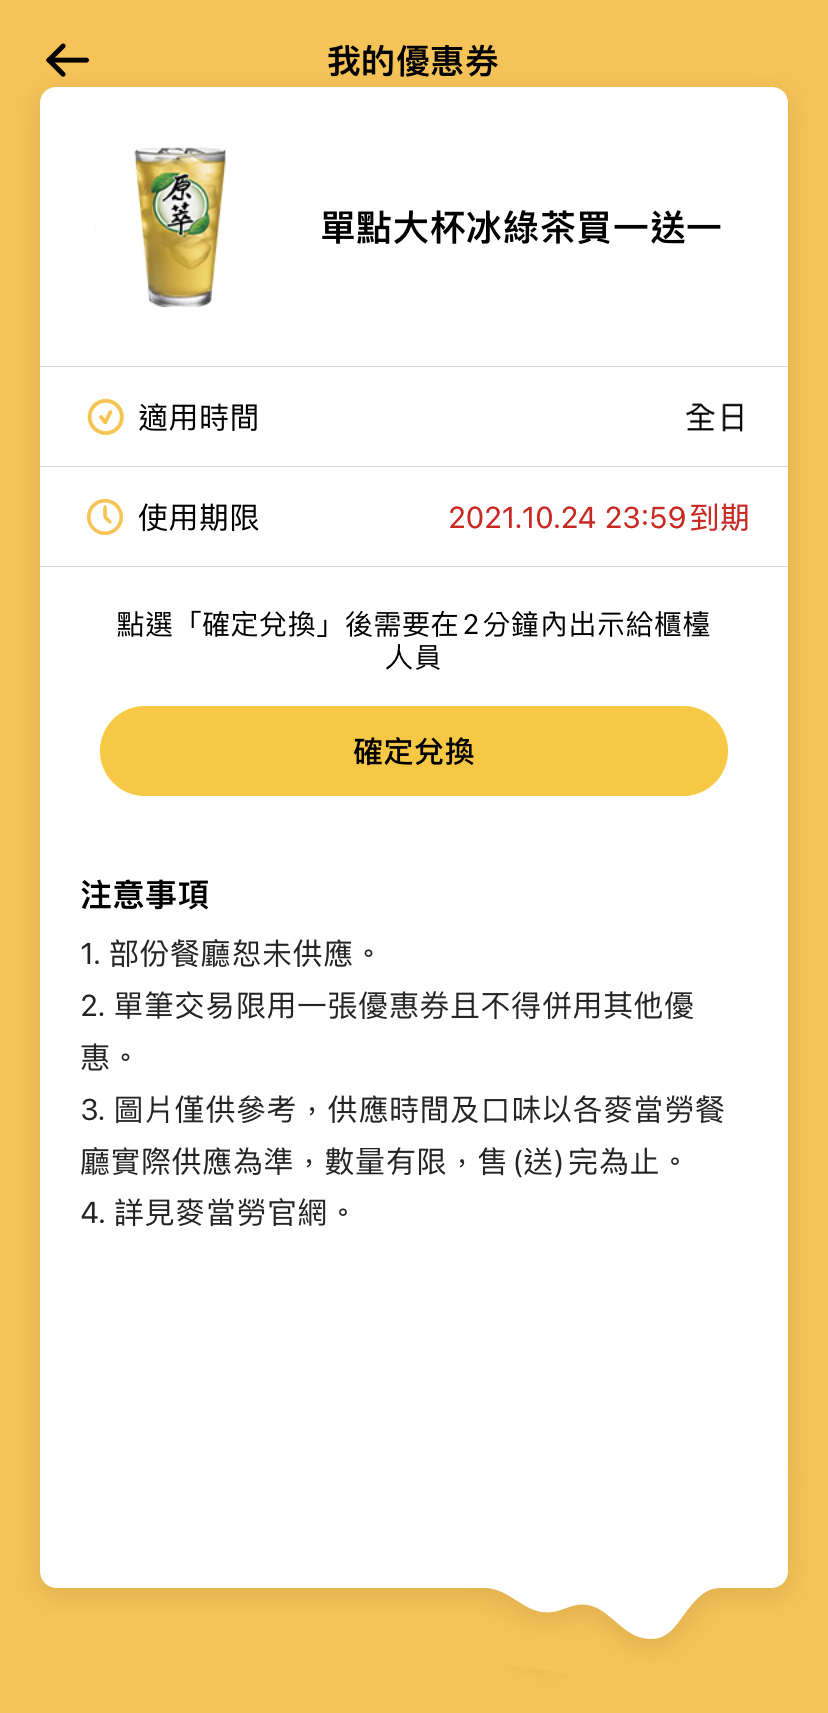 我的優惠券
原萃
單點大杯冰綠茶買一送一
適用時間
全日
使用期限
2021.10.24 23:59到期
點選「確定兌換」後需要在2分鐘內出示給櫃檯
人員
確定兌換
注意事項
1. 部份餐廳恕未供應。
2. 單筆交易限用一張優惠券且不得併用其他優
惠。
3. 圖片僅供參考，供應時間及口味以各麥當勞餐
廳實際供應為準，數量有限，售(送)完為止。
4. 詳見麥當勞官網。